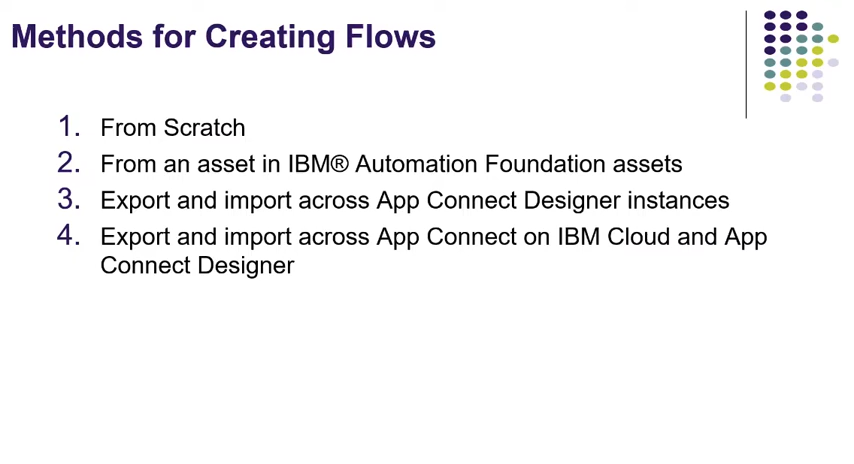 Methods for Creating Flows
1. From Scratch
2. From an asset in IBM® Automation Foundation assets
3. Export and import across App Connect Designer instances
4. Export and import across App Connect on IBM Cloud and App
Connect Designer